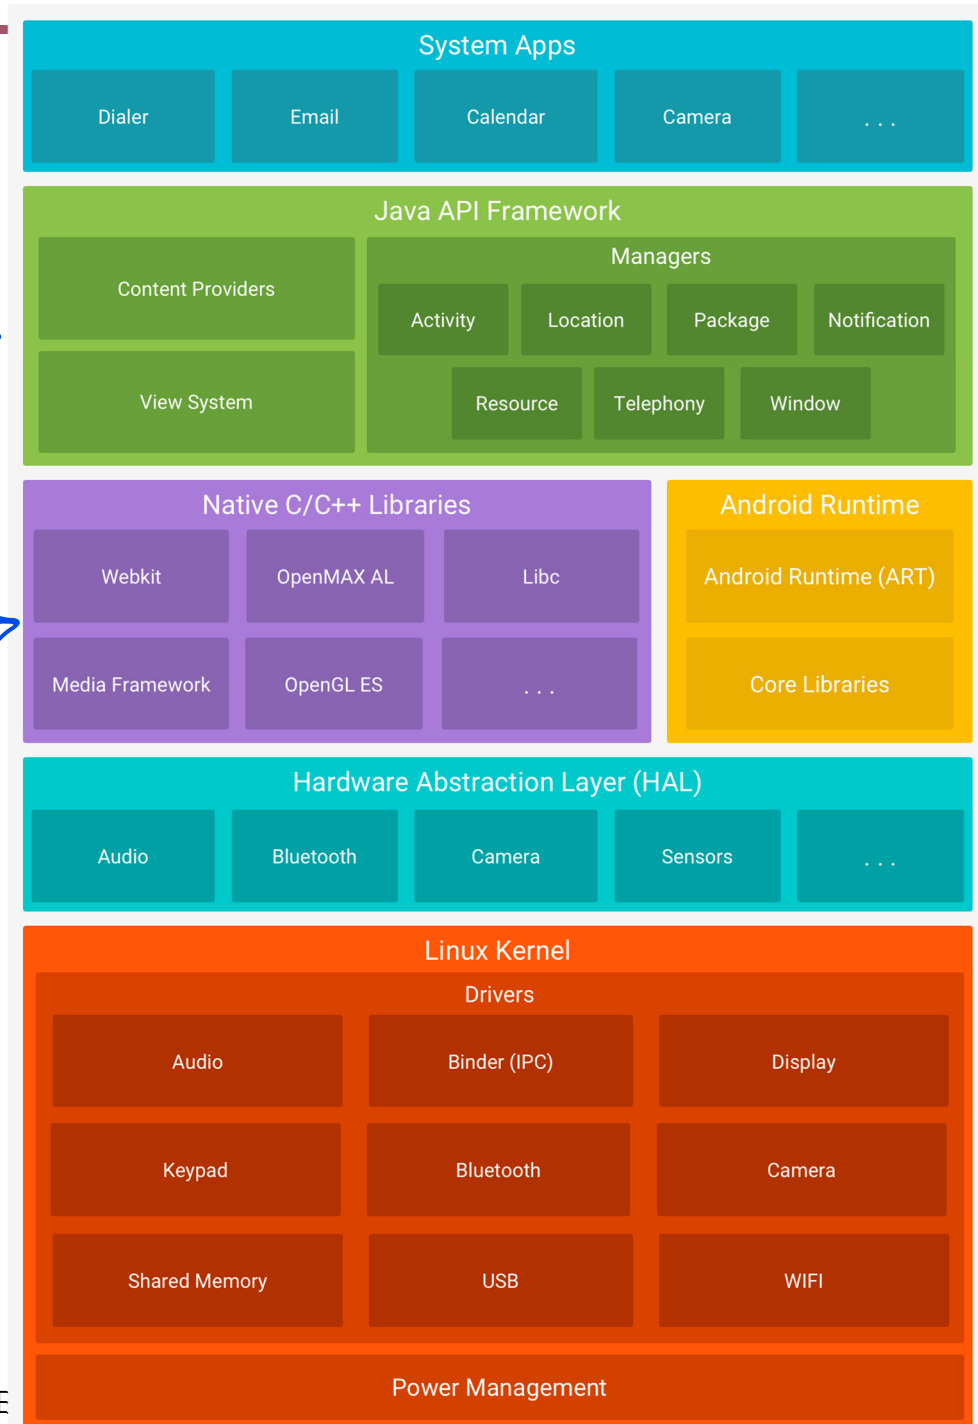 System Apps
Dialer Email Calendar Camera ...
Java API Framework
Content Providers
View System
Managers
Activity Location Package Notification
Resource Telephony Window
Native C/C++ Libraries
Webkit OpenMAX AL Libc
Media Framework OpenGL ES ...
Android Runtime
Android Runtime (ART)
Core Libraries
Hardware Abstraction Layer (HAL)
Audio Bluetooth Camera Sensors ...
Linux Kernel
Drivers
Audio Binder (IPC) Display
Keypad Bluetooth Camera
Shared Memory USB WIFI
Power Management